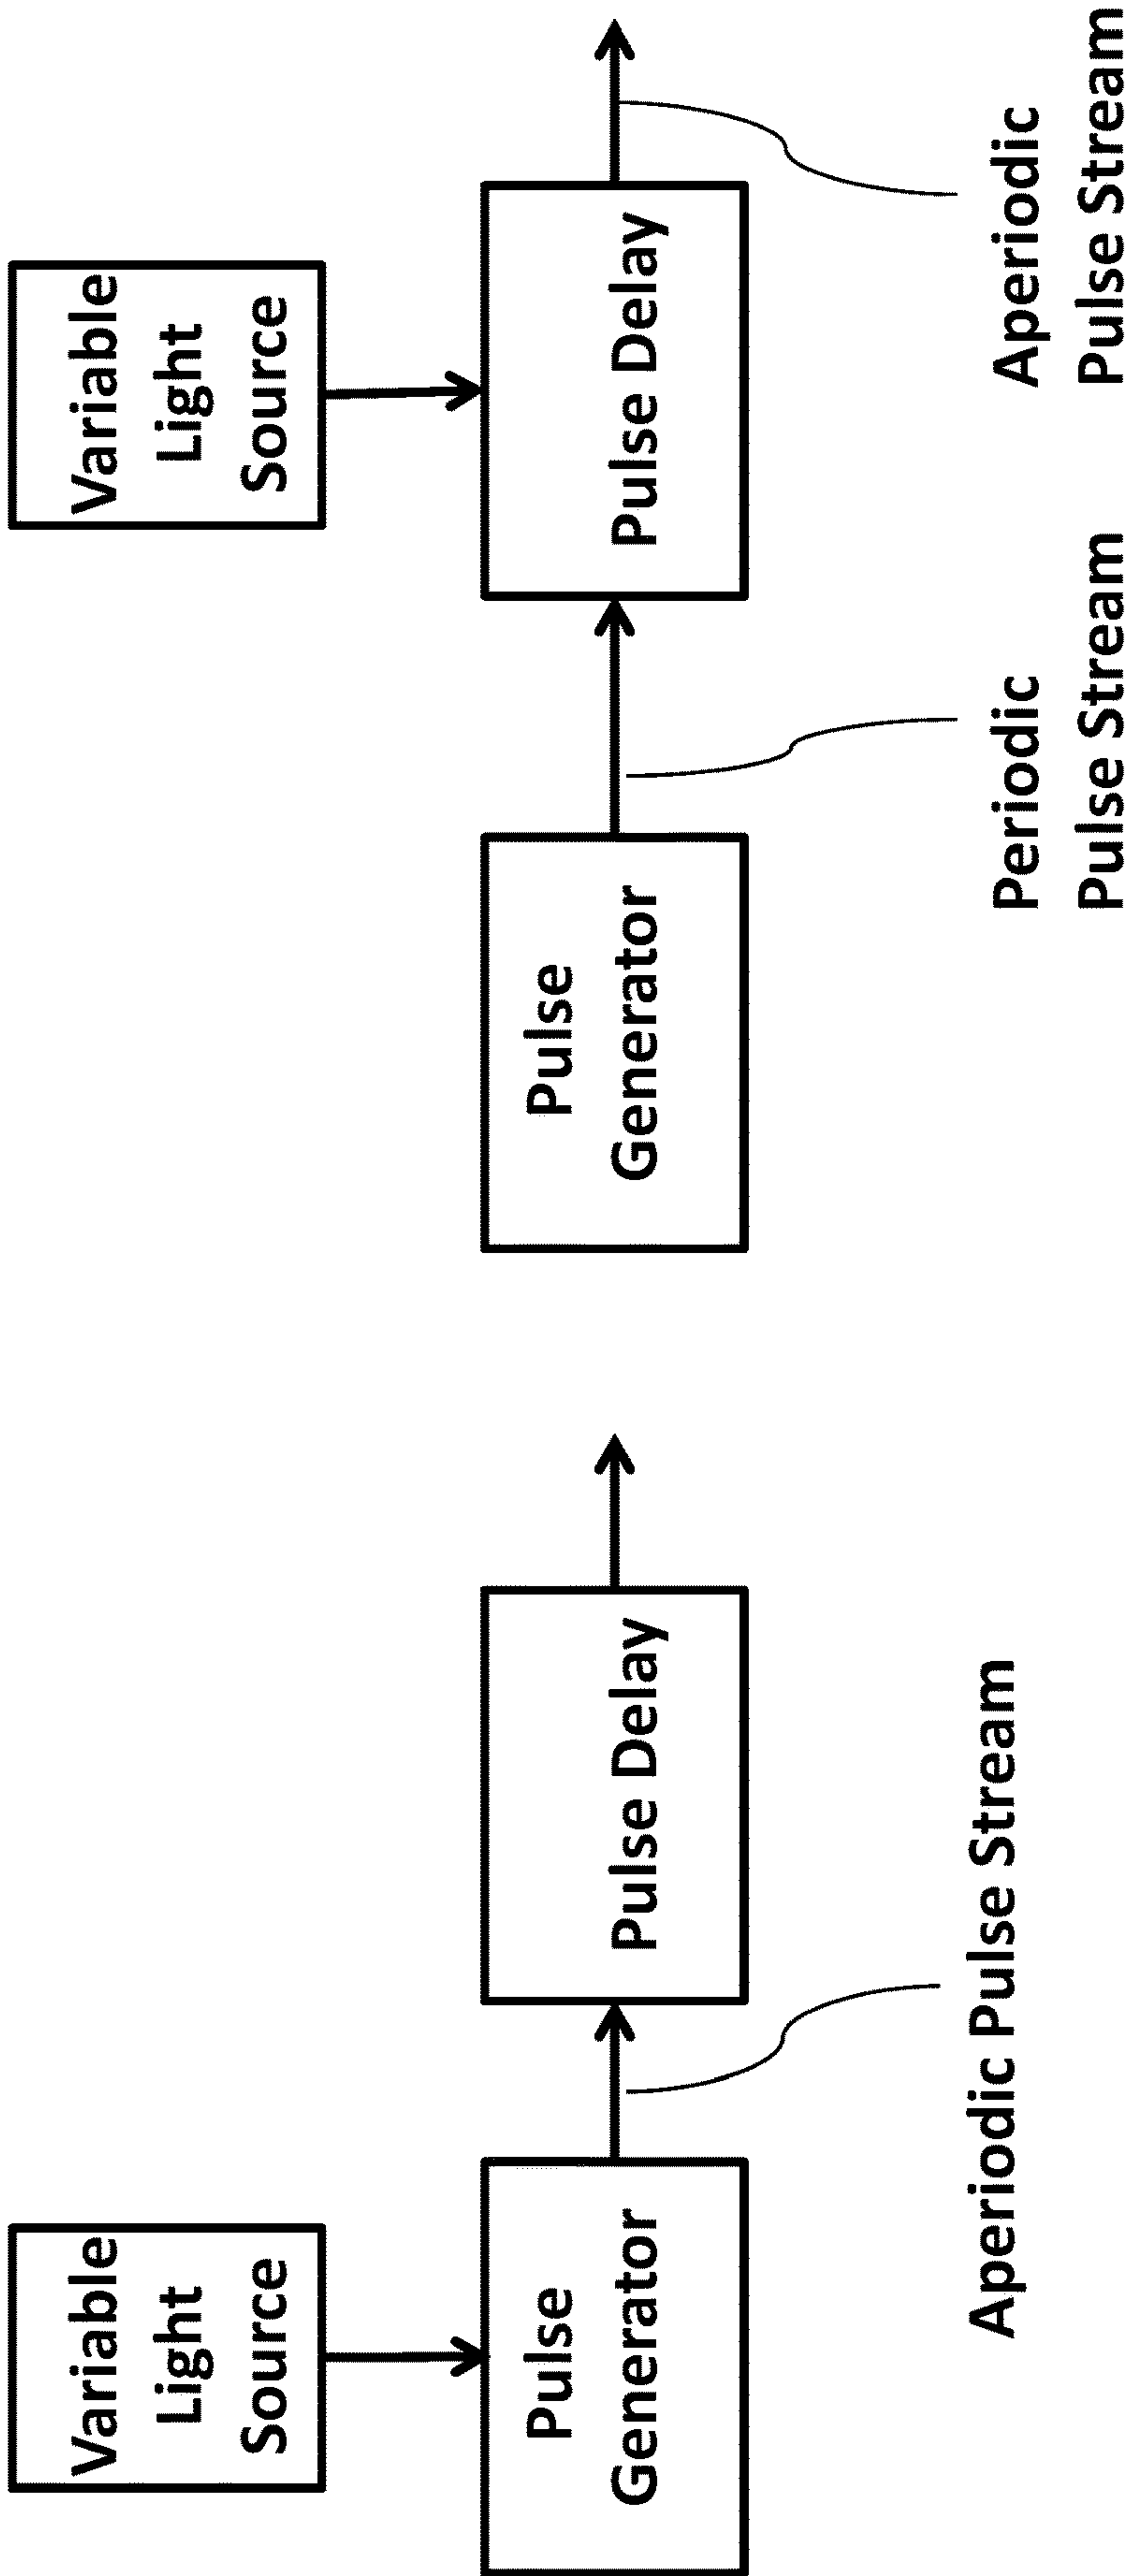 Variable
Light
Source
Pulse
Generator
Pulse Delay
Aperiodic Pulse Stream
Variable
Light
Source
Pulse
Generator
Pulse Delay
Periodic
Pulse Stream
Aperiodic
Pulse Stream